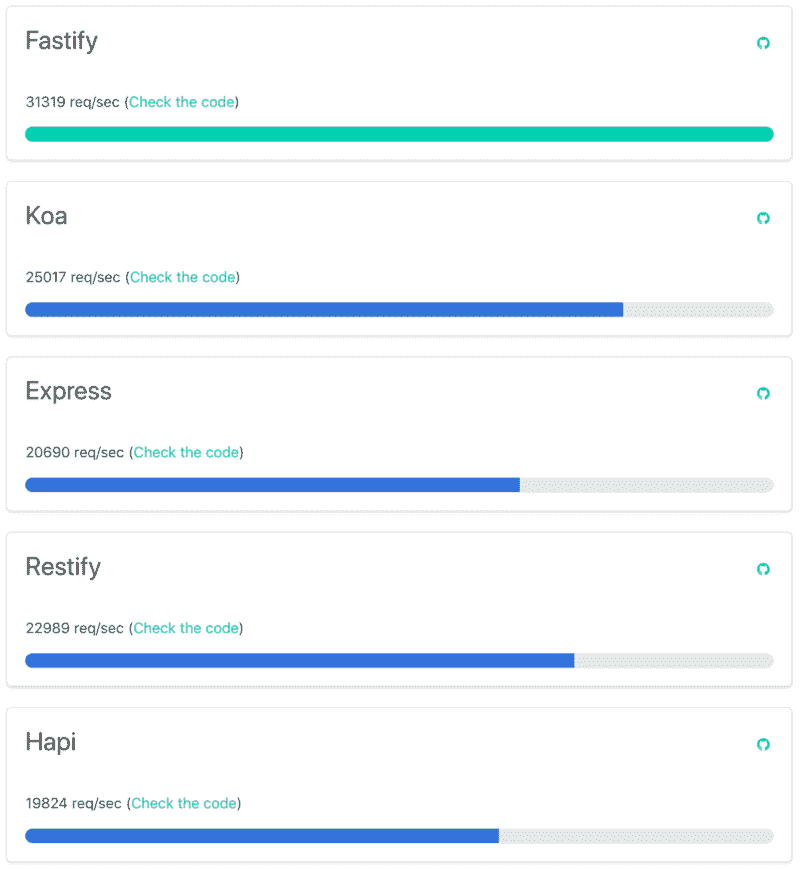 Fastify
31319 req/sec (Check the code)
Koa
25017 req/sec (Check the code)
Express
20690 req/sec (Check the code)
Restify
22989 req/sec (Check the code)
Hapi
19824 req/sec (Check the code)